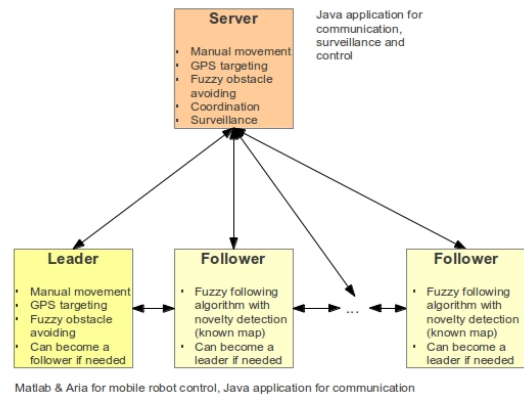 Server
Java application for
communication,
surveillance and
control
▪ Manual movement
▪ GPS targeting
▪ Fuzzy obstacle
avoiding
▪ Coordination
▪ Surveillance
Leader
▪ Manual movement
▪ GPS targeting
▪ Fuzzy obstacle
avoiding
▪ Can become a
follower if needed
Follower
▪ Fuzzy following
algorithm with
novelty detection
(known map)
▪ Can become a
leader if needed
...
Follower
▪ Fuzzy following
algorithm with
novelty detection
(known map)
▪ Can become a
leader if needed
Matlab & Aria for mobile robot control, Java application for communication